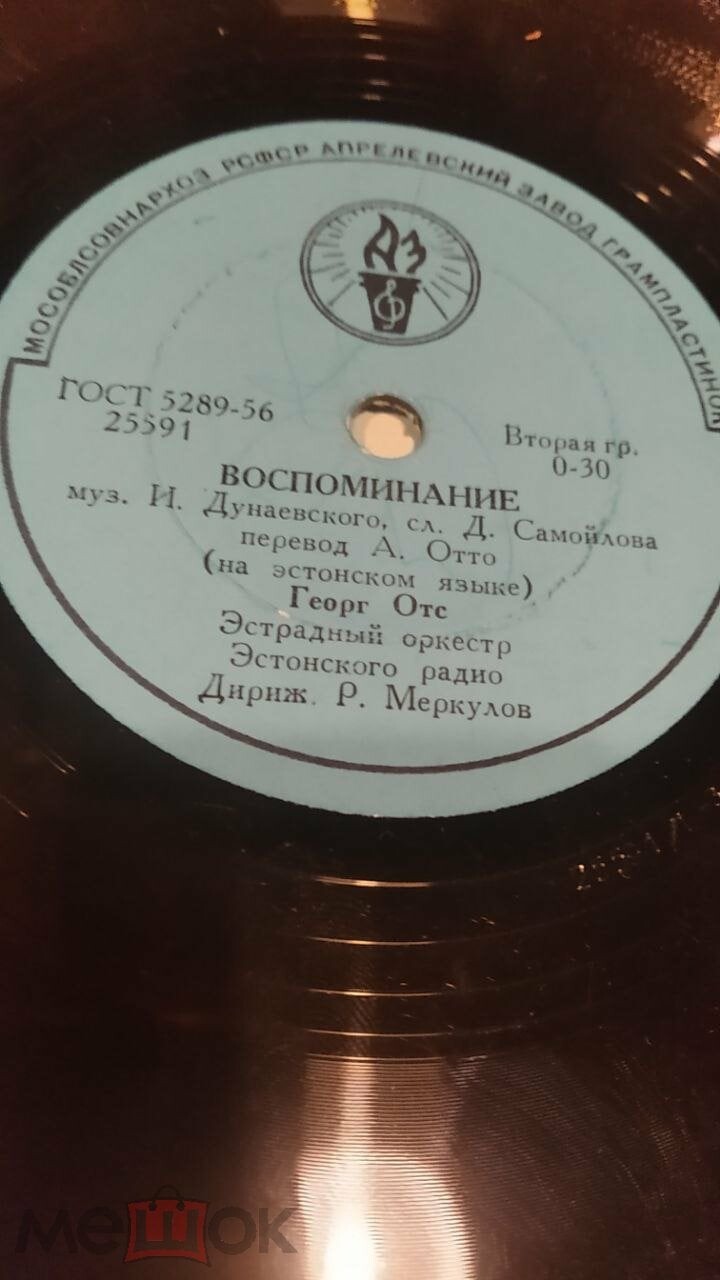 МОСОБЛСОВНАРХОЗ РСФСР АПРЕЛЕВСКИЙ ЗАВОД ГРАМПЛАСТИНОК
АЗ
ГОСТ 5289-56
25591
Вторая гр.
0-30
ВОСПОМИНАНИЕ
муз. И. Дунаевского, сл. Д. Самойлова
перевод А. Отто
(на эстонском языке)
Георг Отс
Эстрадный оркестр
Эстонского радио
Дириж. Р. Меркулов
мешок